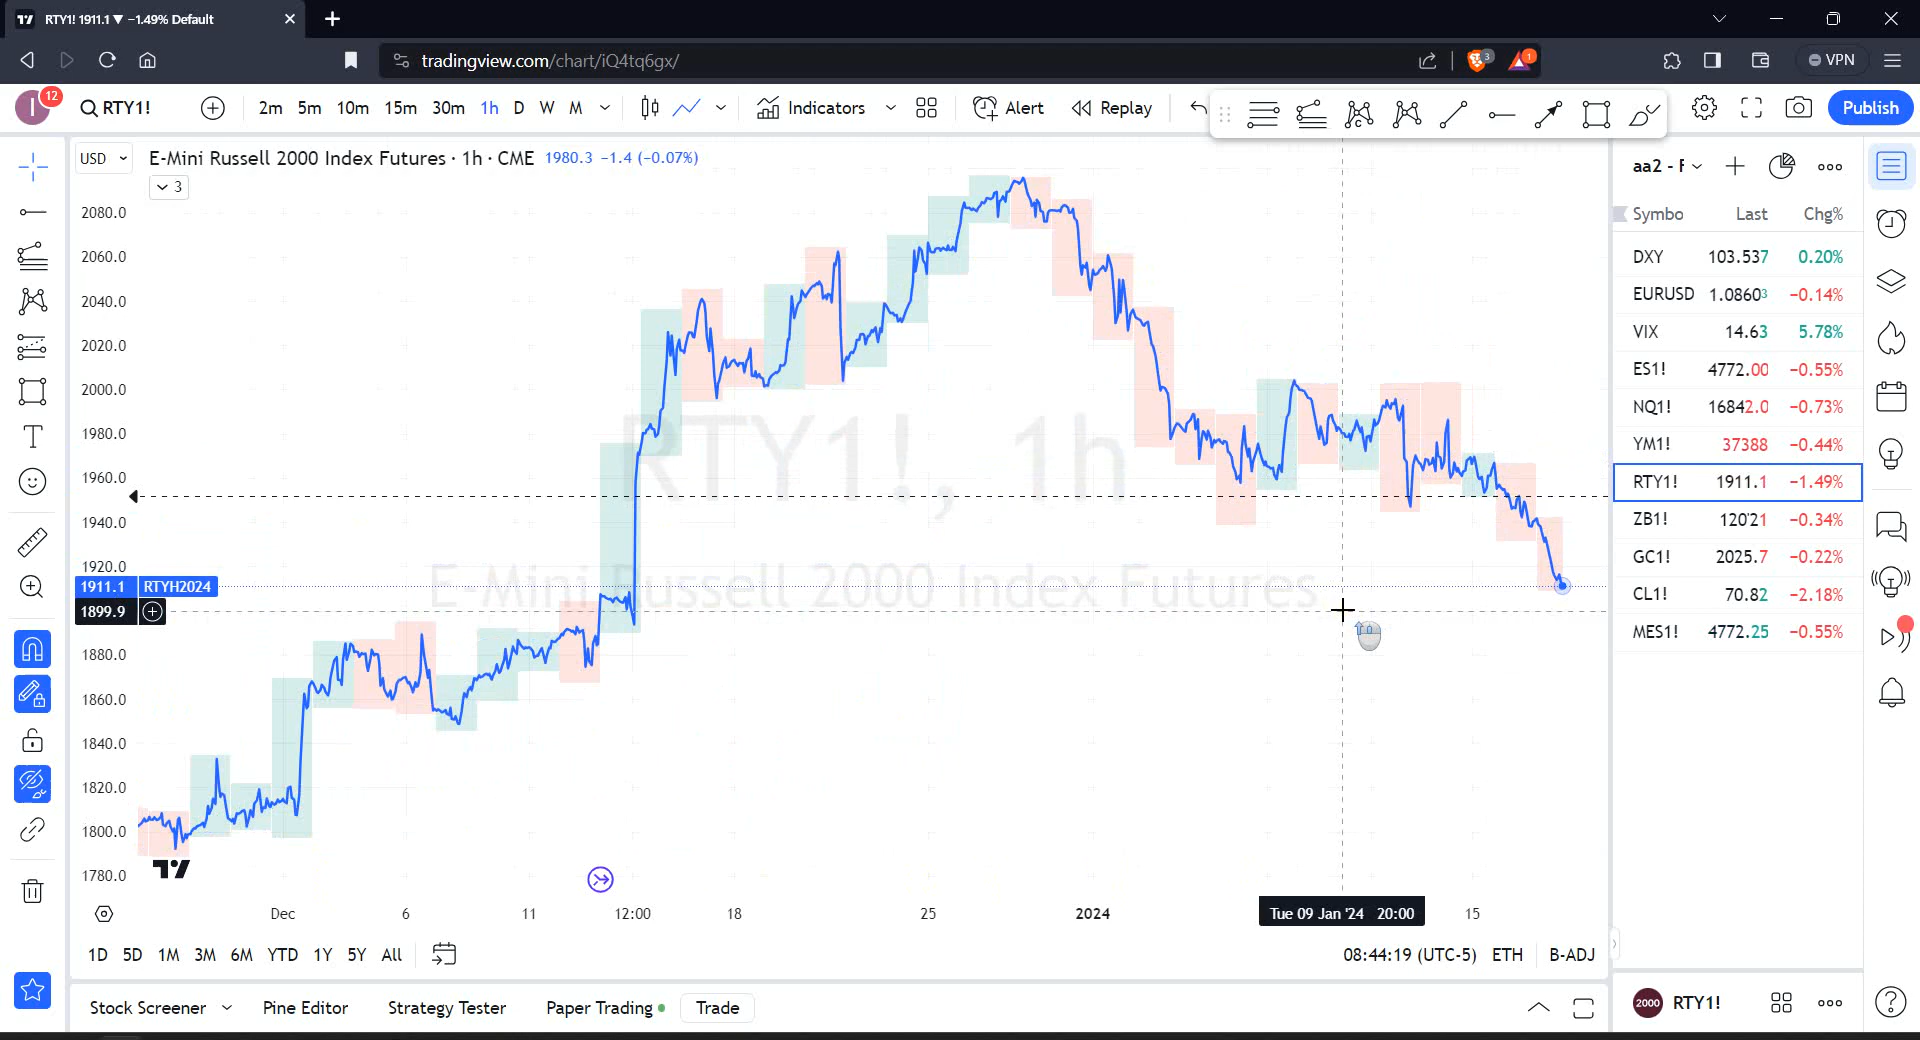 RTY1! 1911.1 ▼ −1.49% Default
tradingview.com/chart/iQ4tq6gx/
3
1
VPN
I
12
RTY1!
2m 5m 10m 15m 30m 1h D W M
Indicators
Alert
Replay
Publish
USD
E-Mini Russell 2000 Index Futures · 1h · CME 1980.3 −1.4 (−0.07%)
3
2080.0
2060.0
2040.0
2020.0
2000.0
1980.0
1960.0
1940.0
1920.0
1911.1 RTYH2024
1899.9
1880.0
1860.0
1840.0
1820.0
1800.0
1780.0
RTY1!, 1h
E-Mini Russell 2000 Index Futures
Dec 6 11 12:00 18 25 2024 Tue 09 Jan '24 20:00 15
1D 5D 1M 3M 6M YTD 1Y 5Y All
08:44:19 (UTC-5) ETH B-ADJ
Stock Screener Pine Editor Strategy Tester Paper Trading Trade
aa2 - F
Symbo Last Chg%
DXY 103.537 0.20%
EURUSD 1.08603 −0.14%
VIX 14.63 5.78%
ES1! 4772.00 −0.55%
NQ1! 16842.0 −0.73%
YM1! 37388 −0.44%
RTY1! 1911.1 −1.49%
ZB1! 120'21 −0.34%
GC1! 2025.7 −0.22%
CL1! 70.82 −2.18%
MES1! 4772.25 −0.55%
2000 RTY1!